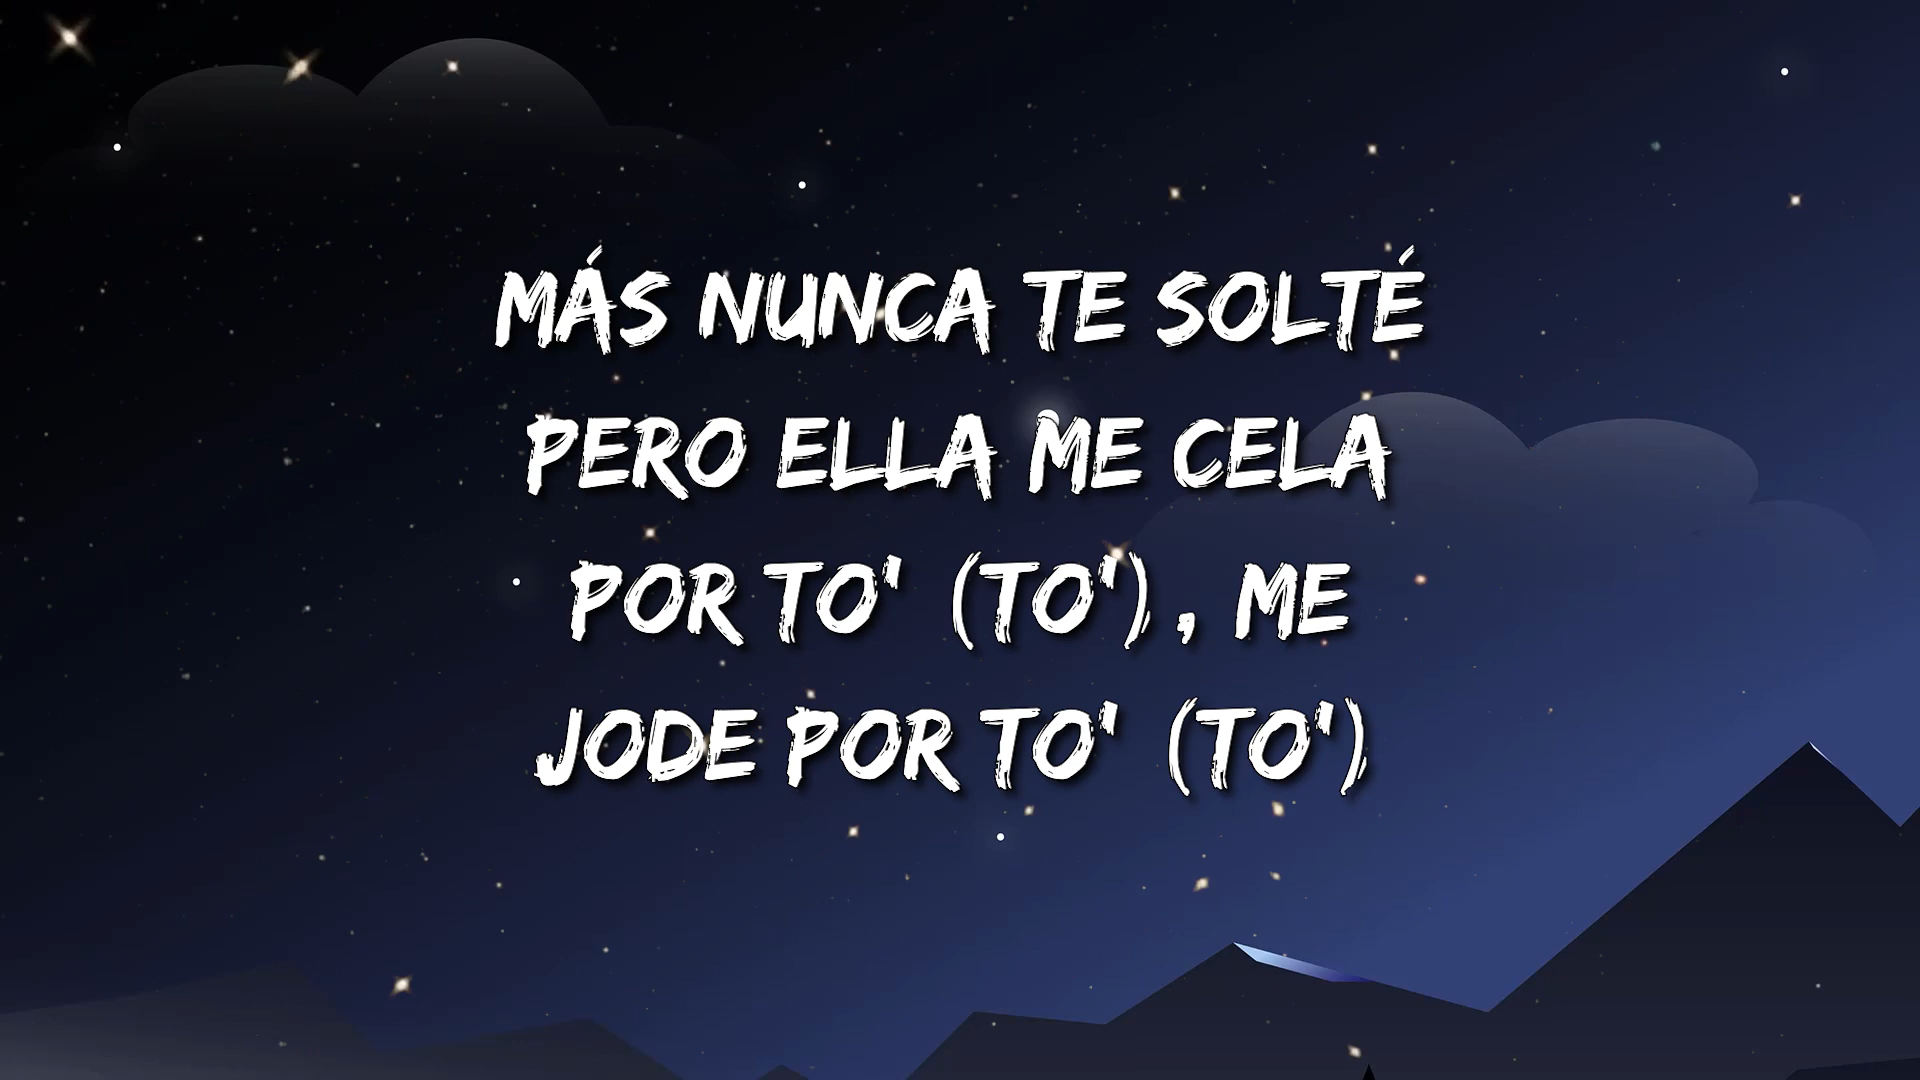 MÁS NUNCA TE SOLTÉ
PERO ELLA ME CELA
POR TO' (TO') , ME
JODE POR TO' (TO')